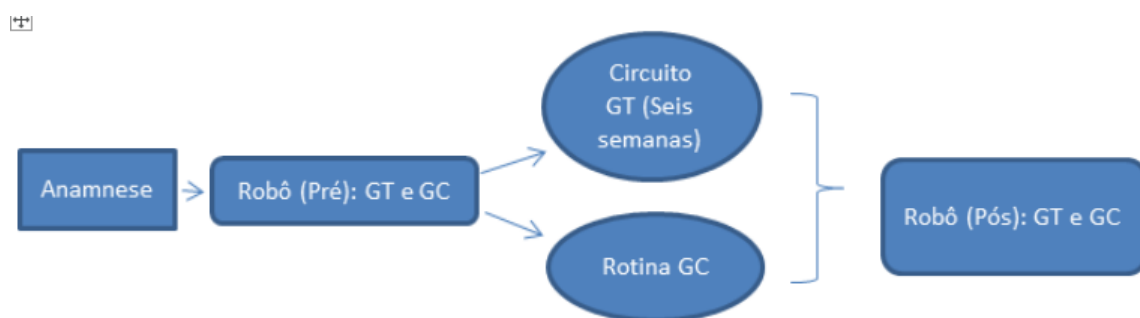 Anamnese
Robô (Pré): GT e GC
Circuito
GT (Seis
semanas)
Rotina GC
Robô (Pós): GT e GC